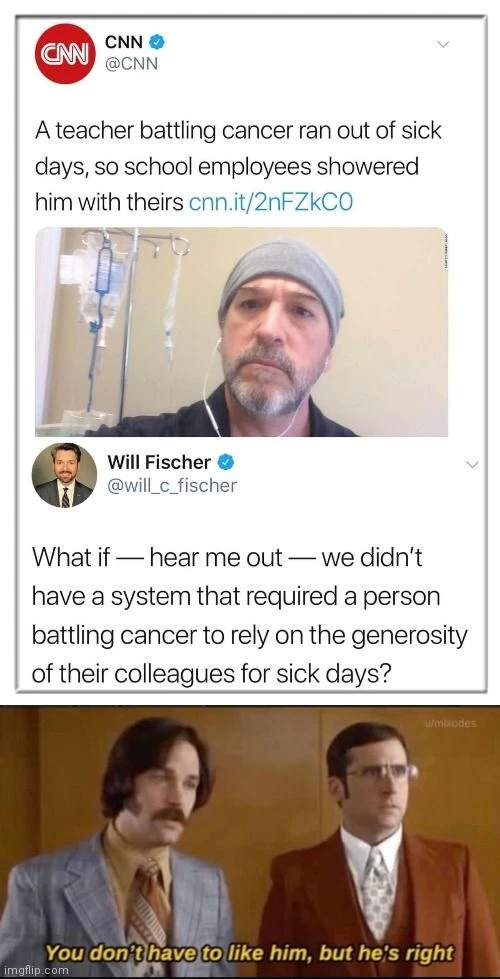 CNN
CNN
@CNN
A teacher battling cancer ran out of sick
days, so school employees showered
him with theirs cnn.it/2nFZkC0
Will Fischer
@will_c_fischer
What if — hear me out — we didn't
have a system that required a person
battling cancer to rely on the generosity
of their colleagues for sick days?
u/mixodes
You don't have to like him, but he's right
imgflip.com